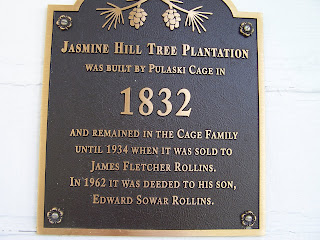 Jasmine Hill Tree Plantation
was built by Pulaski Cage in
1832
and remained in the Cage Family
until 1934 when it was sold to
James Fletcher Rollins.
In 1962 it was deeded to his son,
Edward Sowar Rollins.